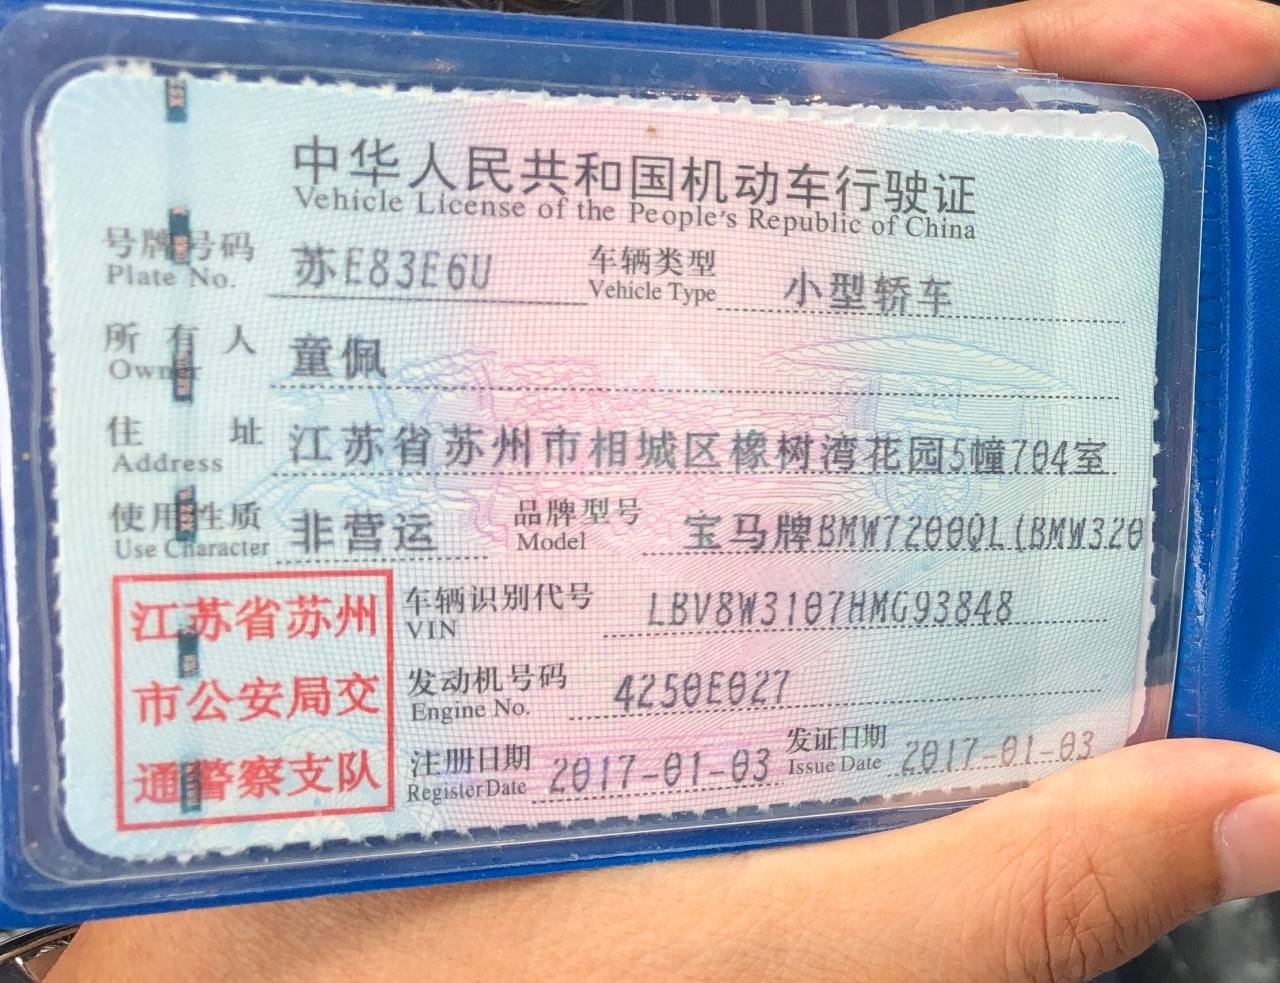 中华人民共和国机动车行驶证
Vehicle License of the People's Republic of China
号牌号码 苏E83E6U 车辆类型 小型轿车
Plate No. Vehicle Type
所有人 童佩
Owner
住址 江苏省苏州市相城区橡树湾花园5幢704室
Address
使用性质 非营运 品牌型号 宝马牌BMW7200QL(BMW320
Use Character Model
江苏省苏州
市公安局交
通警察支队
车辆识别代号 LBV8W3107HMG93848
VIN
发动机号码 4250E027
Engine No.
注册日期 2017-01-03 发证日期 2017-01-03
Register Date Issue Date